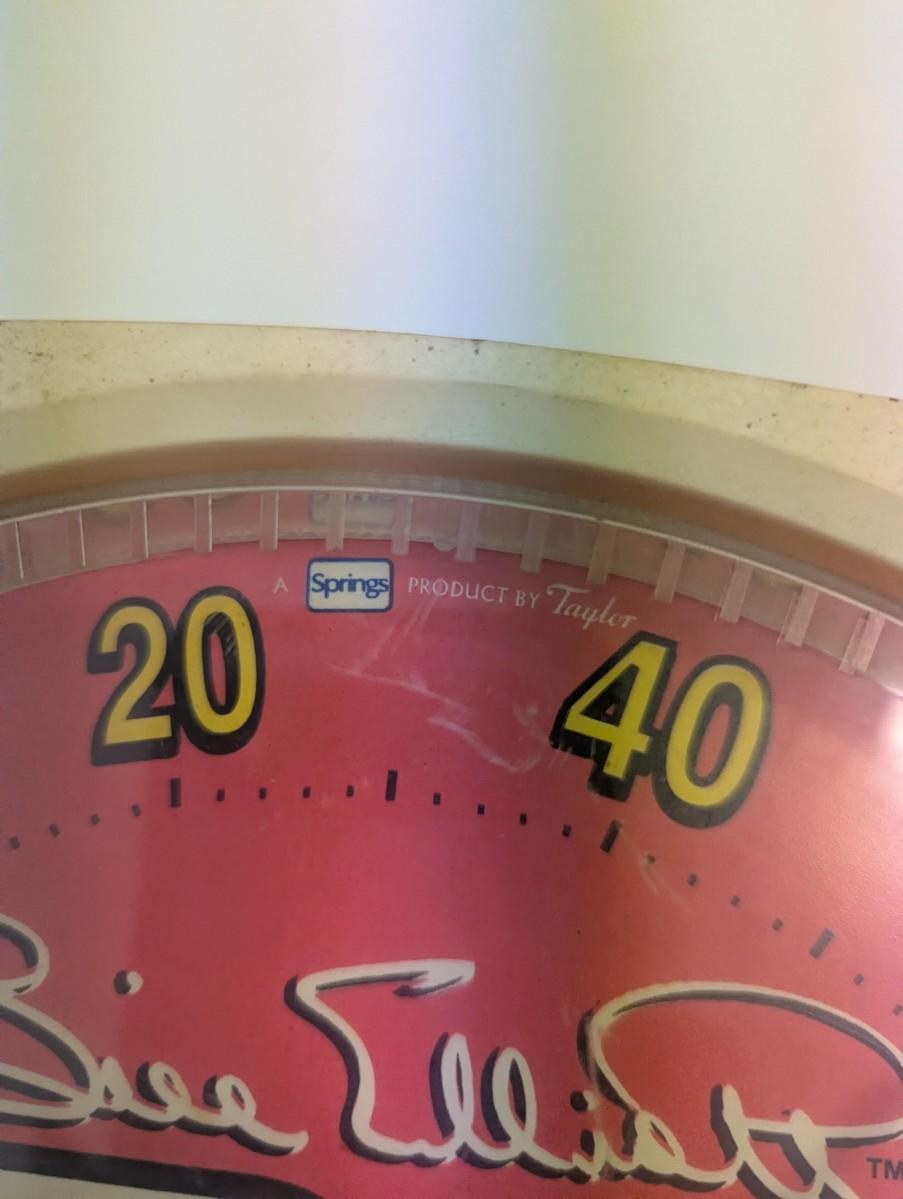 A Springs PRODUCT BY Taylor
20 40
Bill Elliott TM